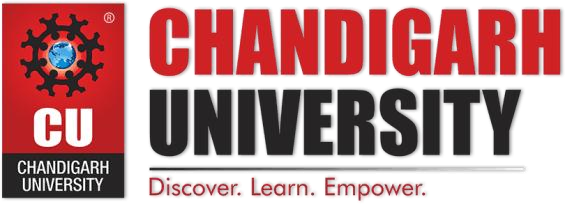 ®
CU
CHANDIGARH
UNIVERSITY
CHANDIGARH
UNIVERSITY
Discover. Learn. Empower.